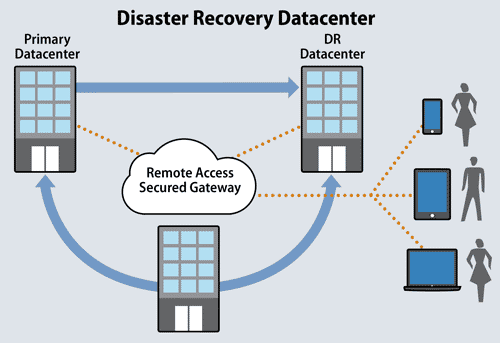 Disaster Recovery Datacenter
Primary
Datacenter
DR
Datacenter
Remote Access
Secured Gateway